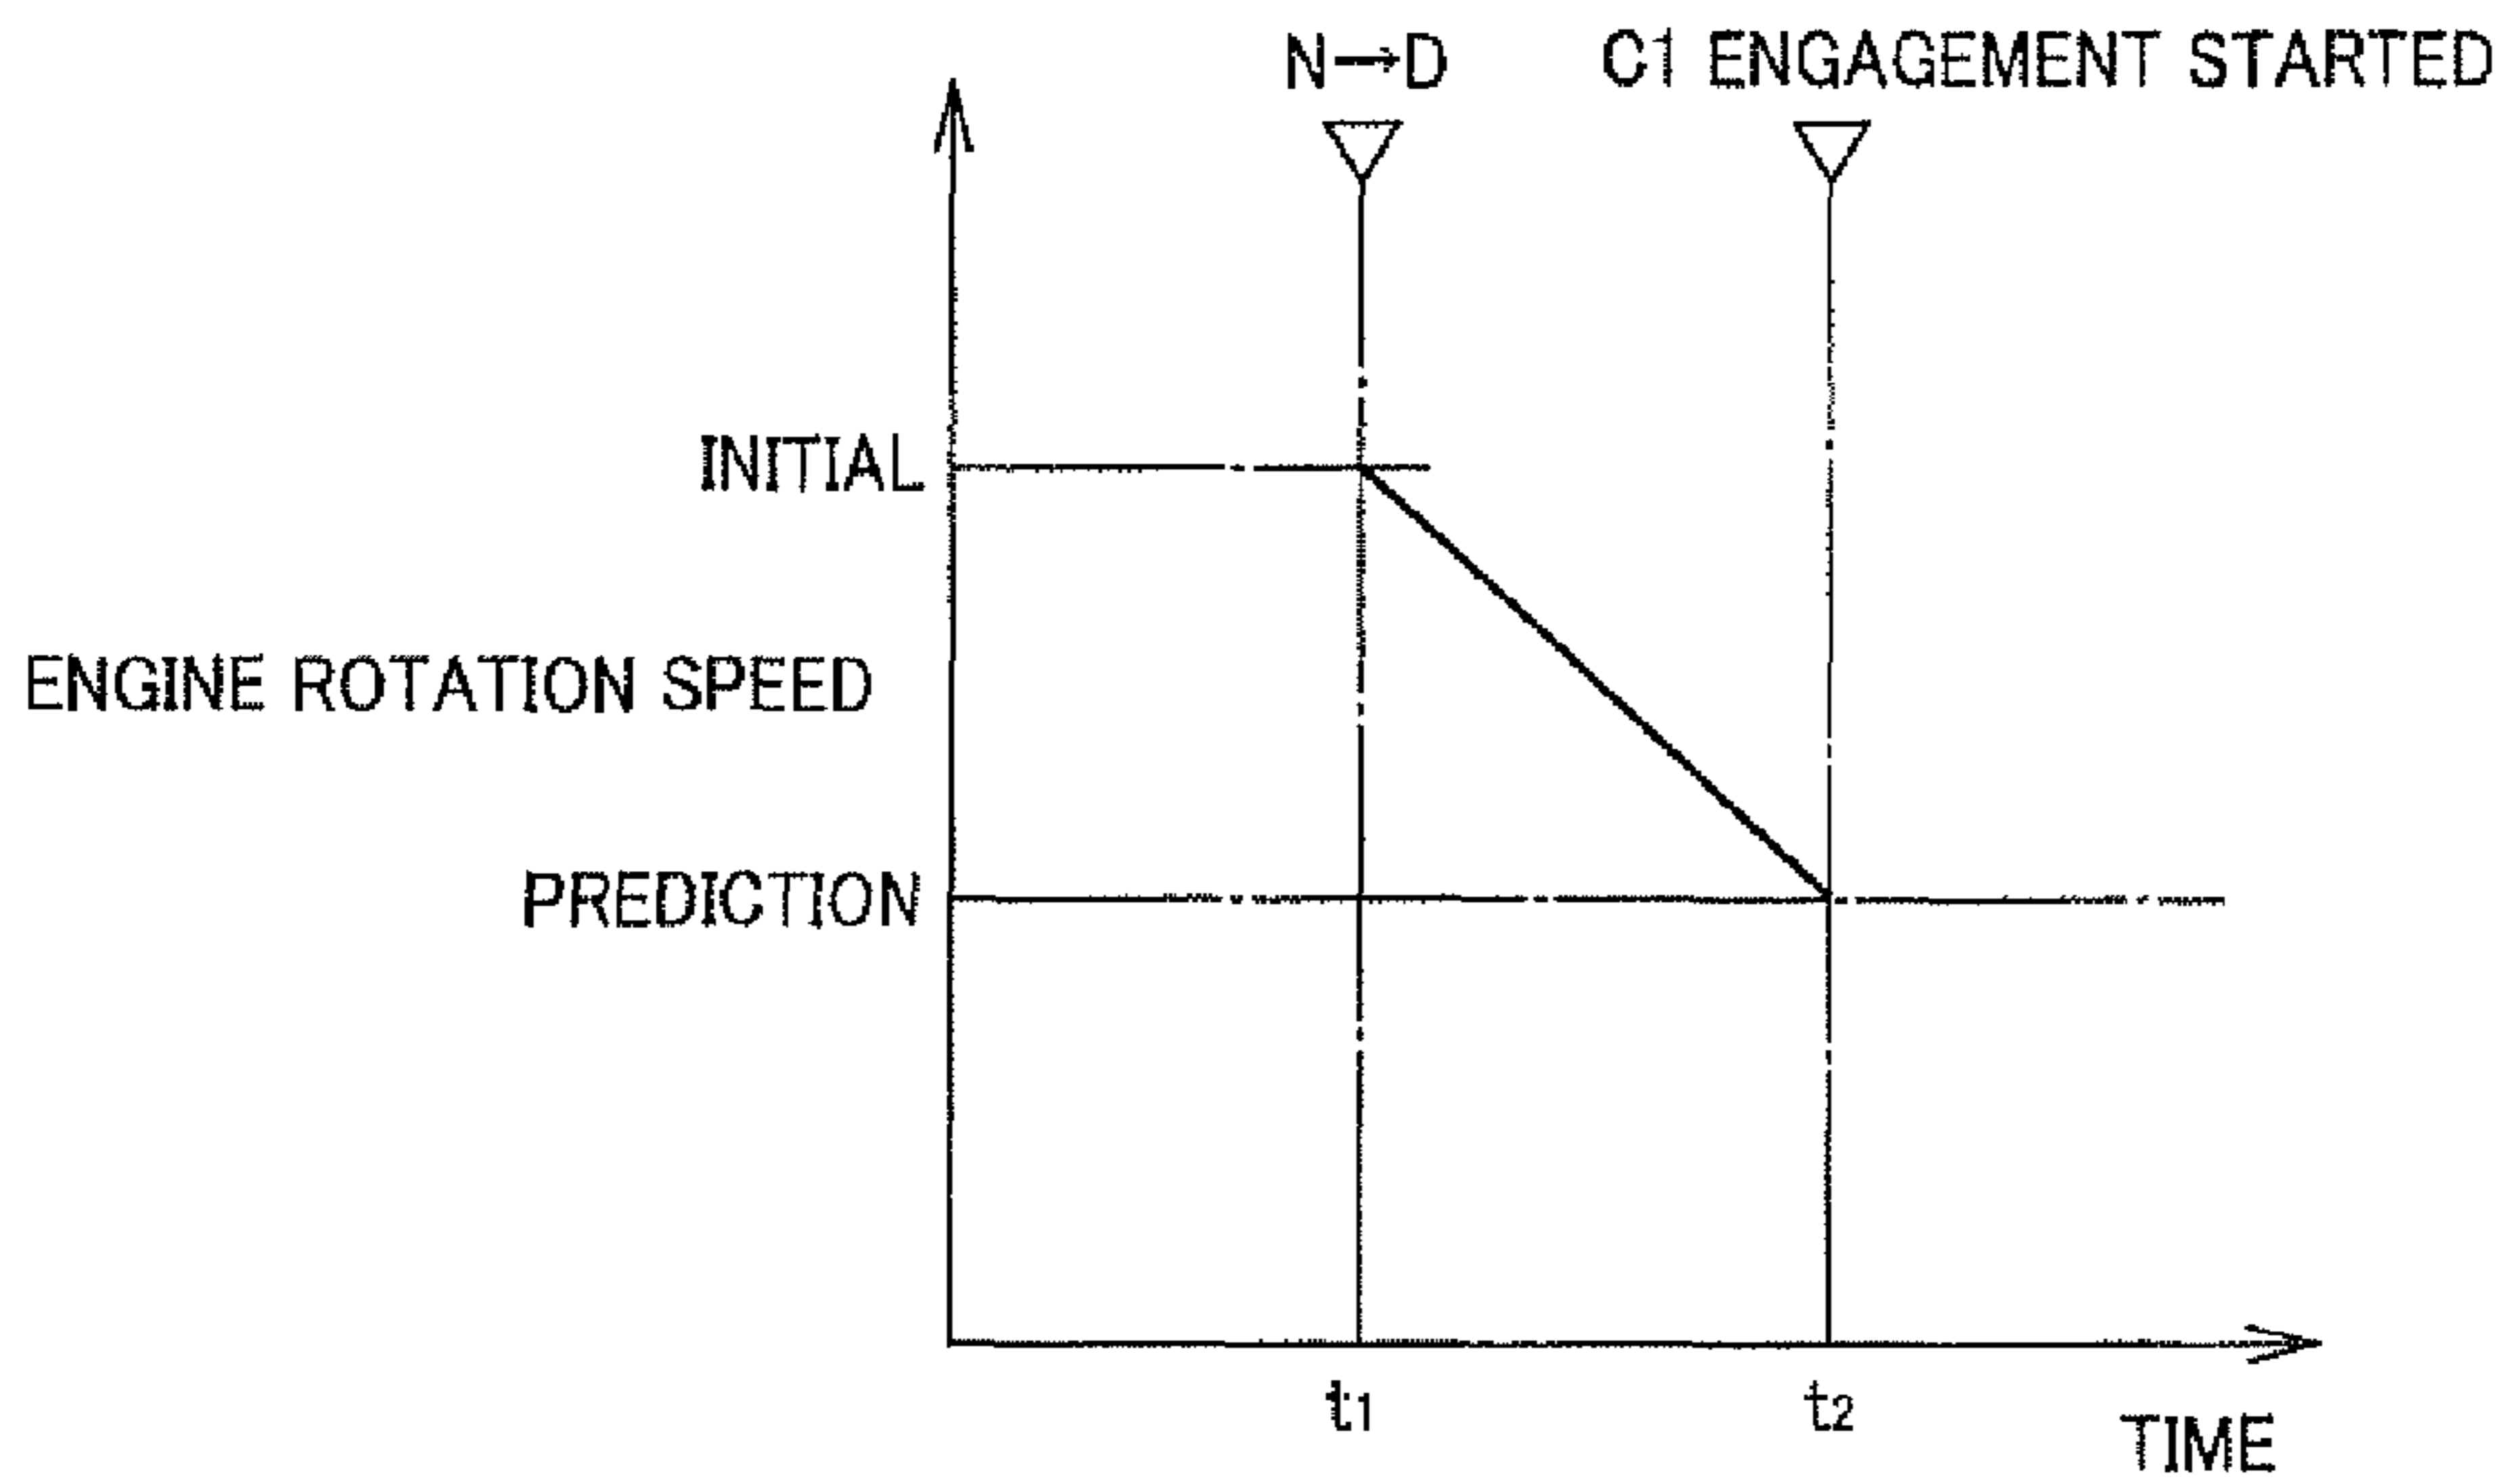 N→D
C1 ENGAGEMENT STARTED
INITIAL
ENGINE ROTATION SPEED
PREDICTION
t1
t2
TIME